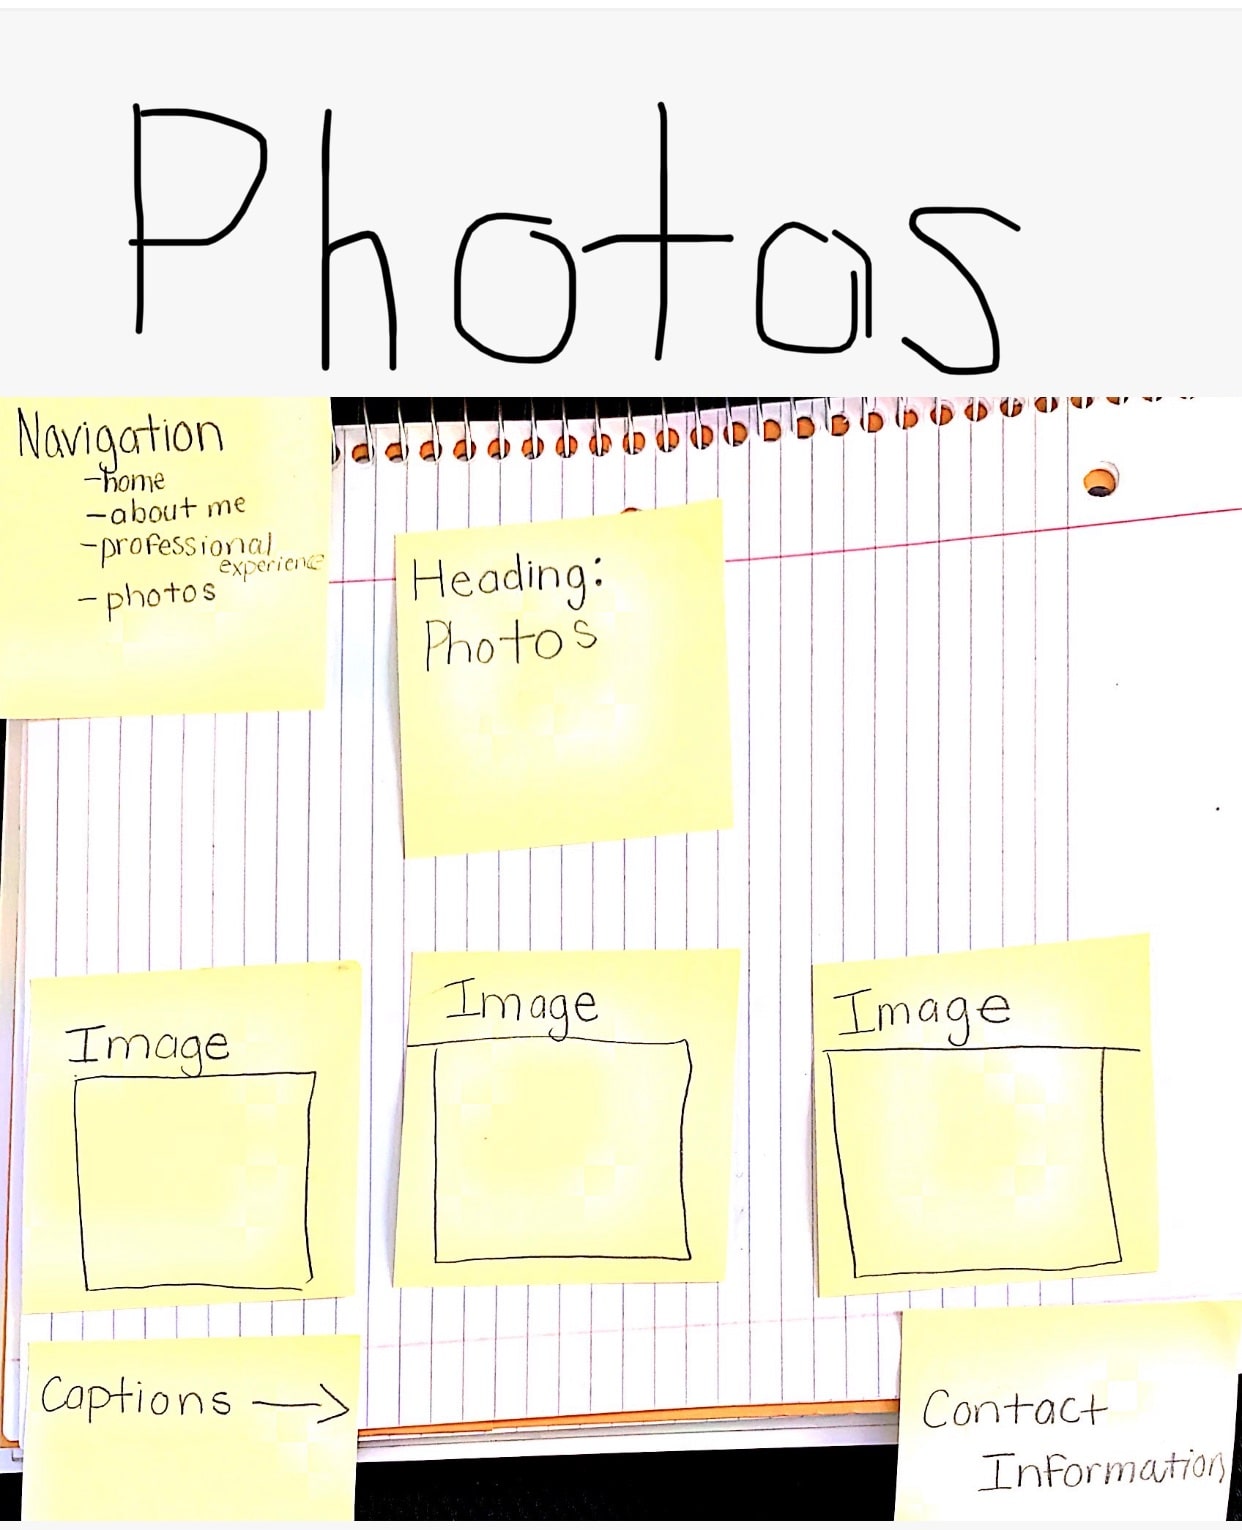 Photos
Navigation
-home
-about me
-professional
experience
-photos
Heading:
Photos
Image
Image
Image
Captions →
Contact
Information